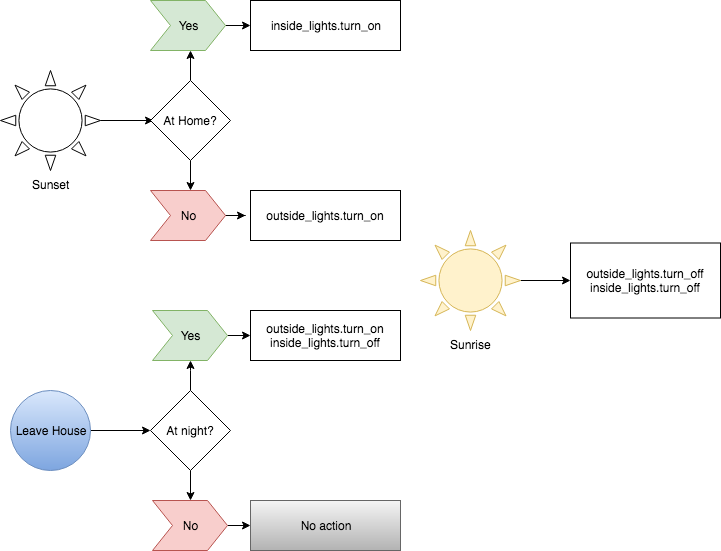 Yes
inside_lights.turn_on
At Home?
Sunset
No
outside_lights.turn_on
outside_lights.turn_off
inside_lights.turn_off
Sunrise
Yes
outside_lights.turn_on
inside_lights.turn_off
Leave House
At night?
No
No action